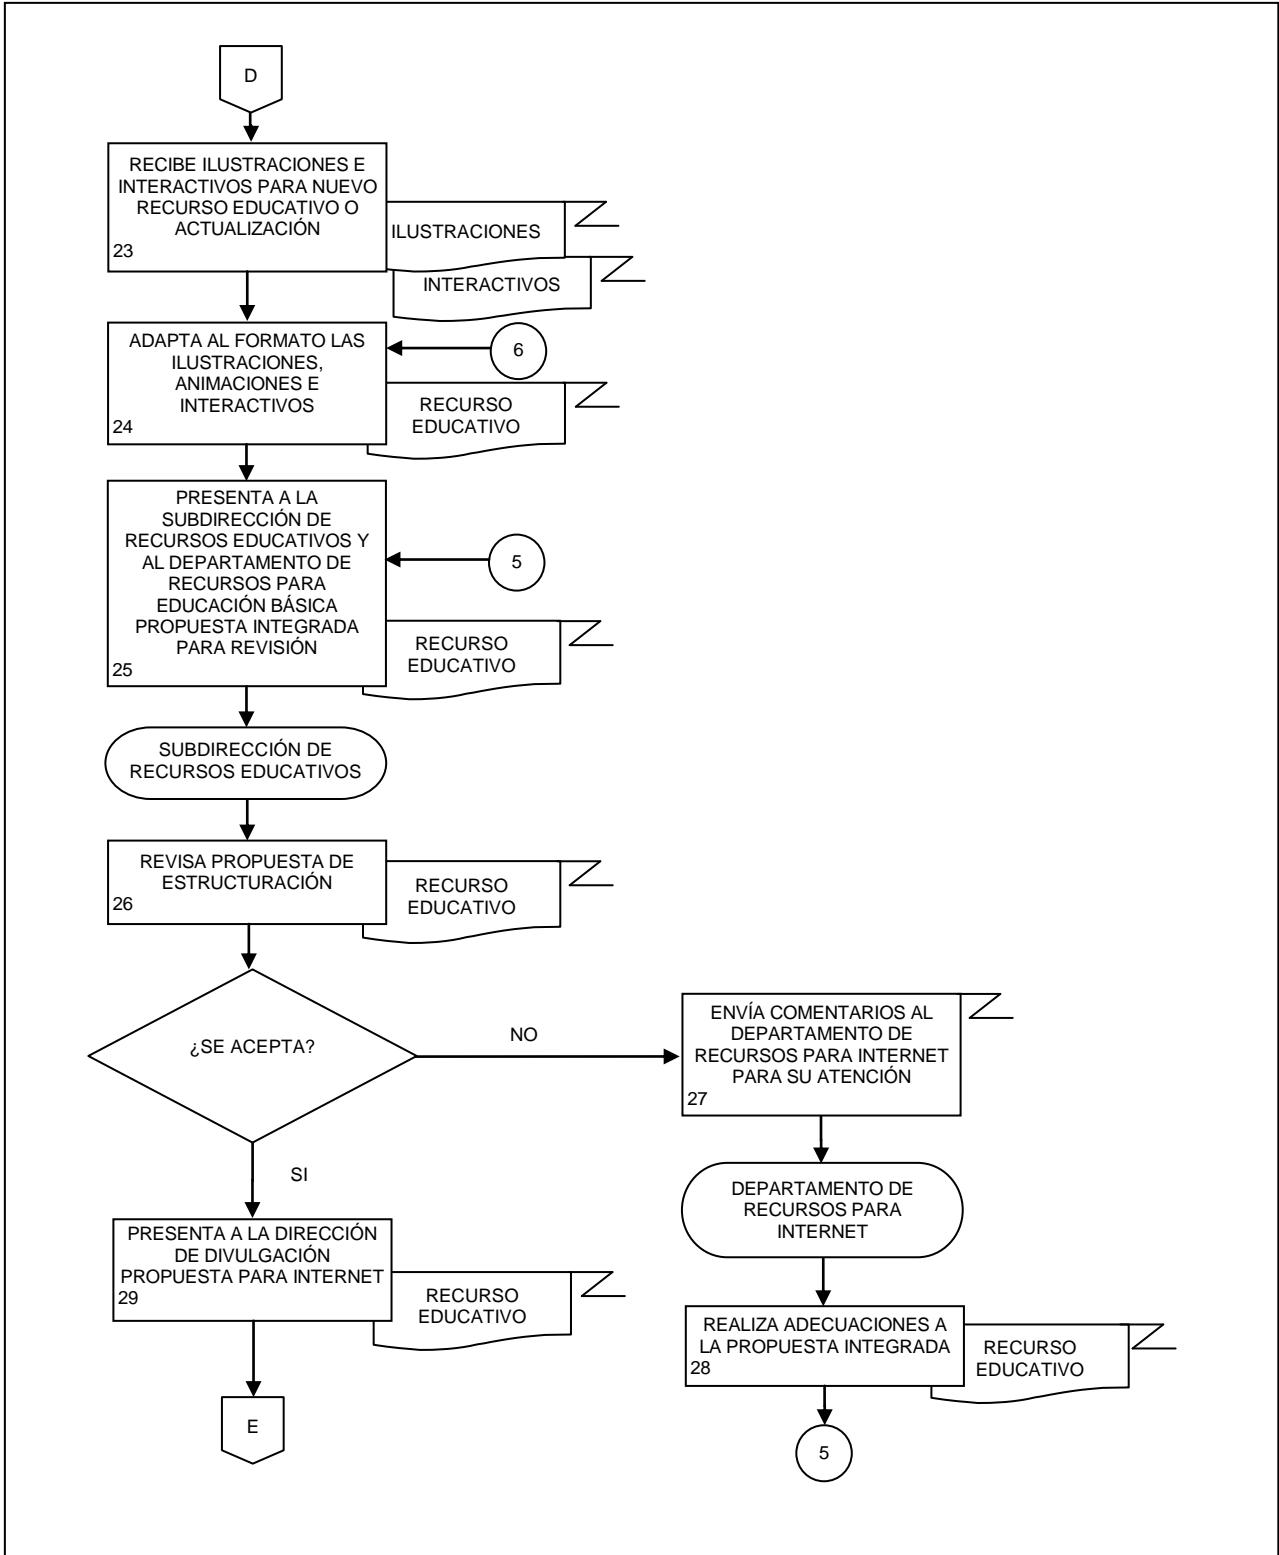 D
RECIBE ILUSTRACIONES E
INTERACTIVOS PARA NUEVO
RECURSO EDUCATIVO O
ACTUALIZACIÓN
23
ILUSTRACIONES
INTERACTIVOS
ADAPTA AL FORMATO LAS
ILUSTRACIONES,
ANIMACIONES E
INTERACTIVOS
24
6
RECURSO
EDUCATIVO
PRESENTA A LA
SUBDIRECCIÓN DE
RECURSOS EDUCATIVOS Y
AL DEPARTAMENTO DE
RECURSOS PARA
EDUCACIÓN BÁSICA
PROPUESTA INTEGRADA
PARA REVISIÓN
25
5
RECURSO
EDUCATIVO
SUBDIRECCIÓN DE
RECURSOS EDUCATIVOS
REVISA PROPUESTA DE
ESTRUCTURACIÓN
26
RECURSO
EDUCATIVO
¿SE ACEPTA?
NO
ENVÍA COMENTARIOS AL
DEPARTAMENTO DE
RECURSOS PARA INTERNET
PARA SU ATENCIÓN
27
DEPARTAMENTO DE
RECURSOS PARA
INTERNET
REALIZA ADECUACIONES A
LA PROPUESTA INTEGRADA
28
RECURSO
EDUCATIVO
5
SI
PRESENTA A LA DIRECCIÓN
DE DIVULGACIÓN
PROPUESTA PARA INTERNET
29
RECURSO
EDUCATIVO
E